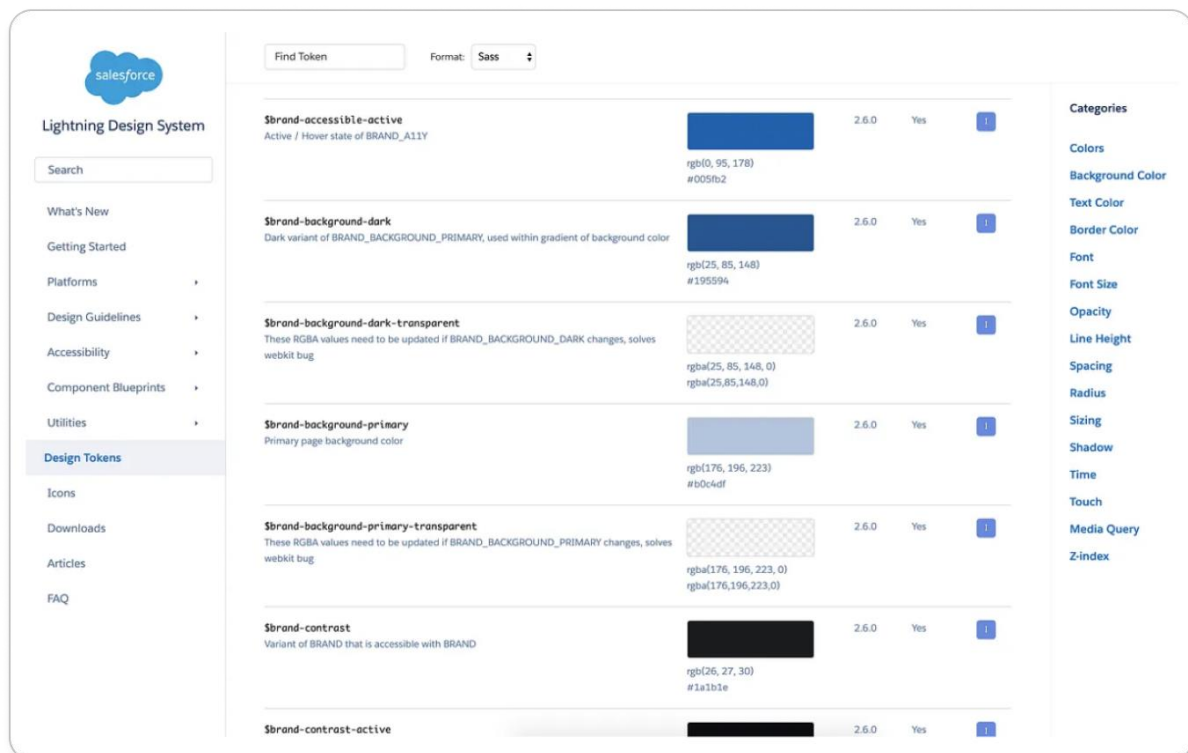 salesforce
Lightning Design System
Search
What's New
Getting Started
Platforms
Design Guidelines
Accessibility
Component Blueprints
Utilities
Design Tokens
Icons
Downloads
Articles
FAQ
Find Token
Format: Sass
$brand-accessible-active
Active / Hover state of BRAND_A11Y
rgb(0, 95, 178)
#005fb2
2.6.0 Yes
$brand-background-dark
Dark variant of BRAND_BACKGROUND_PRIMARY, used within gradient of background color
rgb(25, 85, 148)
#195594
2.6.0 Yes
$brand-background-dark-transparent
These RGBA values need to be updated if BRAND_BACKGROUND_DARK changes, solves
webkit bug
rgba(25, 85, 148, 0)
rgba(25,85,148,0)
2.6.0 Yes
$brand-background-primary
Primary page background color
rgb(176, 196, 223)
#b0c4df
2.6.0 Yes
$brand-background-primary-transparent
These RGBA values need to be updated if BRAND_BACKGROUND_PRIMARY changes, solves
webkit bug
rgba(176, 196, 223, 0)
rgba(176,196,223,0)
2.6.0 Yes
$brand-contrast
Variant of BRAND that is accessible with BRAND
rgb(26, 27, 30)
#1a1b1e
2.6.0 Yes
$brand-contrast-active
2.6.0 Yes
Categories
Colors
Background Color
Text Color
Border Color
Font
Font Size
Opacity
Line Height
Spacing
Radius
Sizing
Shadow
Time
Touch
Media Query
Z-index